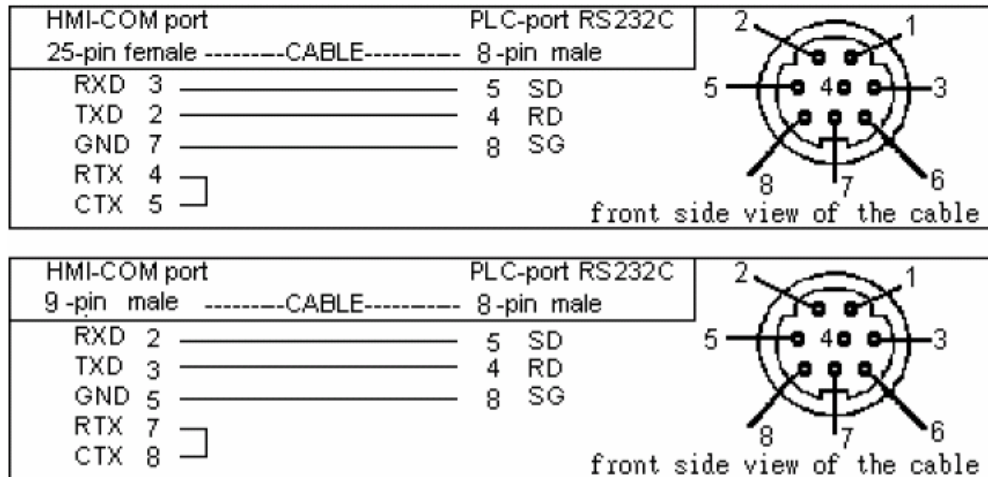 HMI-COM port PLC-port RS232C
25-pin female ---------CABLE------------ 8-pin male
RXD 3 5 SD
TXD 2 4 RD
GND 7 8 SG
RTX 4
CTX 5
2 1
5 4 3
8 7 6
front side view of the cable
HMI-COM port PLC-port RS232C
9-pin male ---------CABLE------------ 8-pin male
RXD 2 5 SD
TXD 3 4 RD
GND 5 8 SG
RTX 7
CTX 8
2 1
5 4 3
8 7 6
front side view of the cable